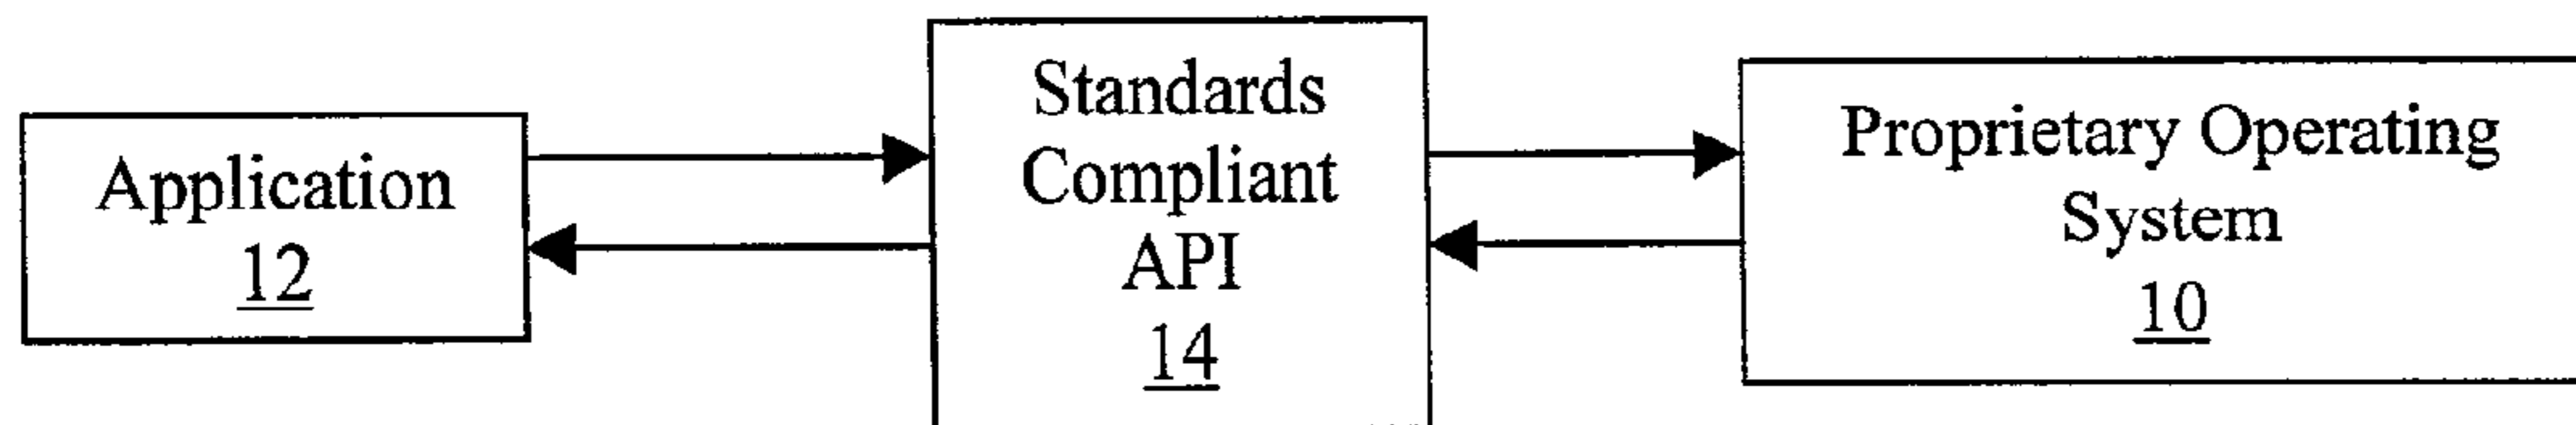 Application
12
Standards
Compliant
API
14
Proprietary Operating
System
10